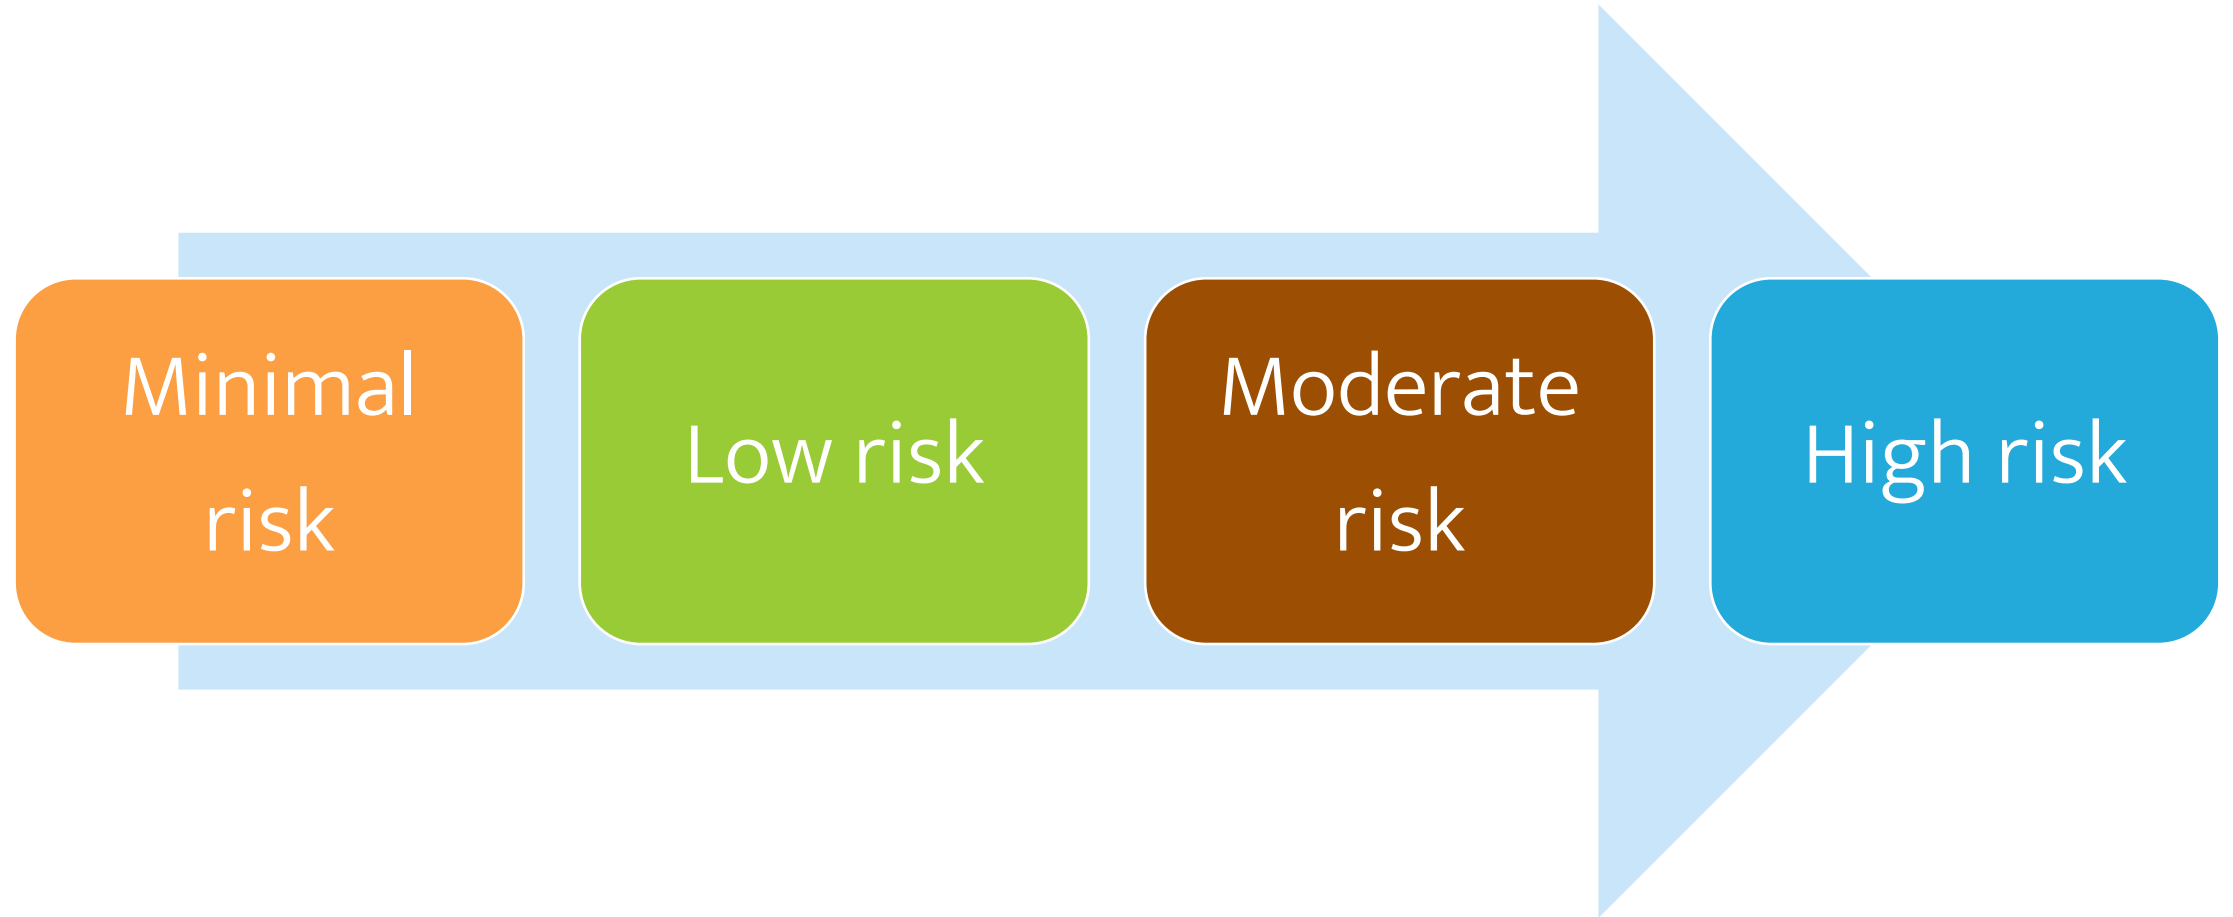 Minimal
risk
Low risk
Moderate
risk
High risk